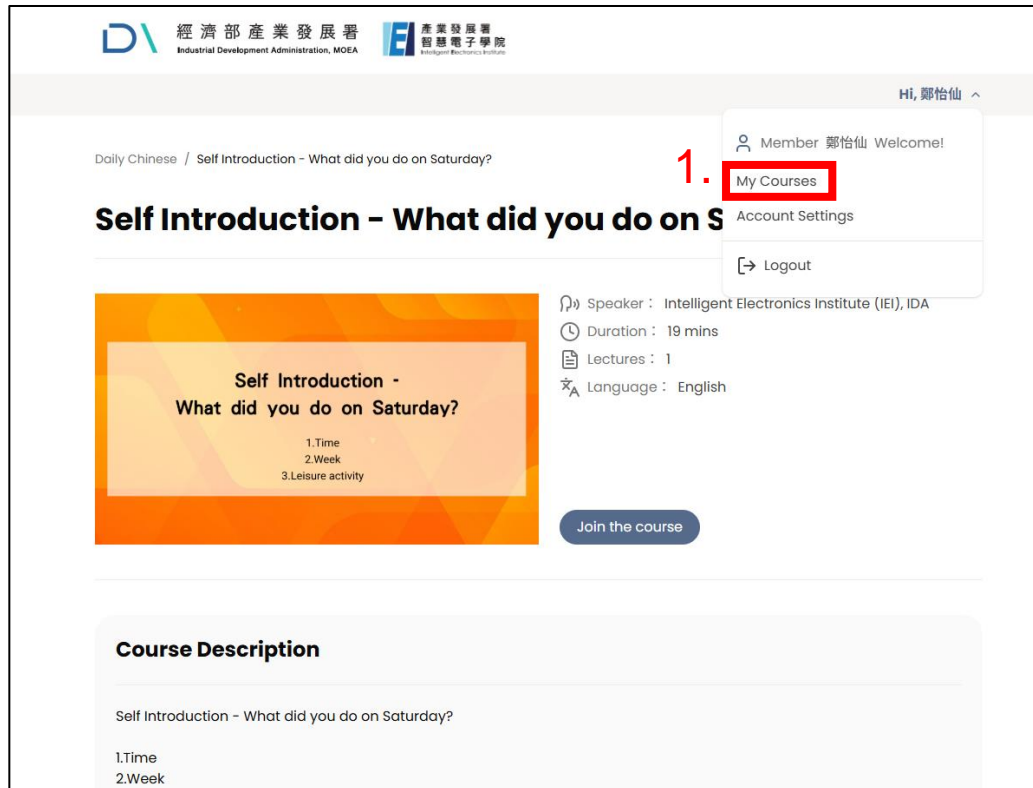 經濟部產業發展署
Industrial Development Administration, MOEA
IEI
產業發展署
智慧電子學院
Intelligent Electronics Institute
Hi, 鄭怡仙
Member 鄭怡仙 Welcome!
1. My Courses
Account Settings
Logout
Daily Chinese / Self Introduction - What did you do on Saturday?
Self Introduction - What did you do on S
Self Introduction -
What did you do on Saturday?
1.Time
2.Week
3.Leisure activity
Speaker： Intelligent Electronics Institute (IEI), IDA
Duration： 19 mins
Lectures： 1
Language： English
Join the course
Course Description
Self Introduction - What did you do on Saturday?
1.Time
2.Week